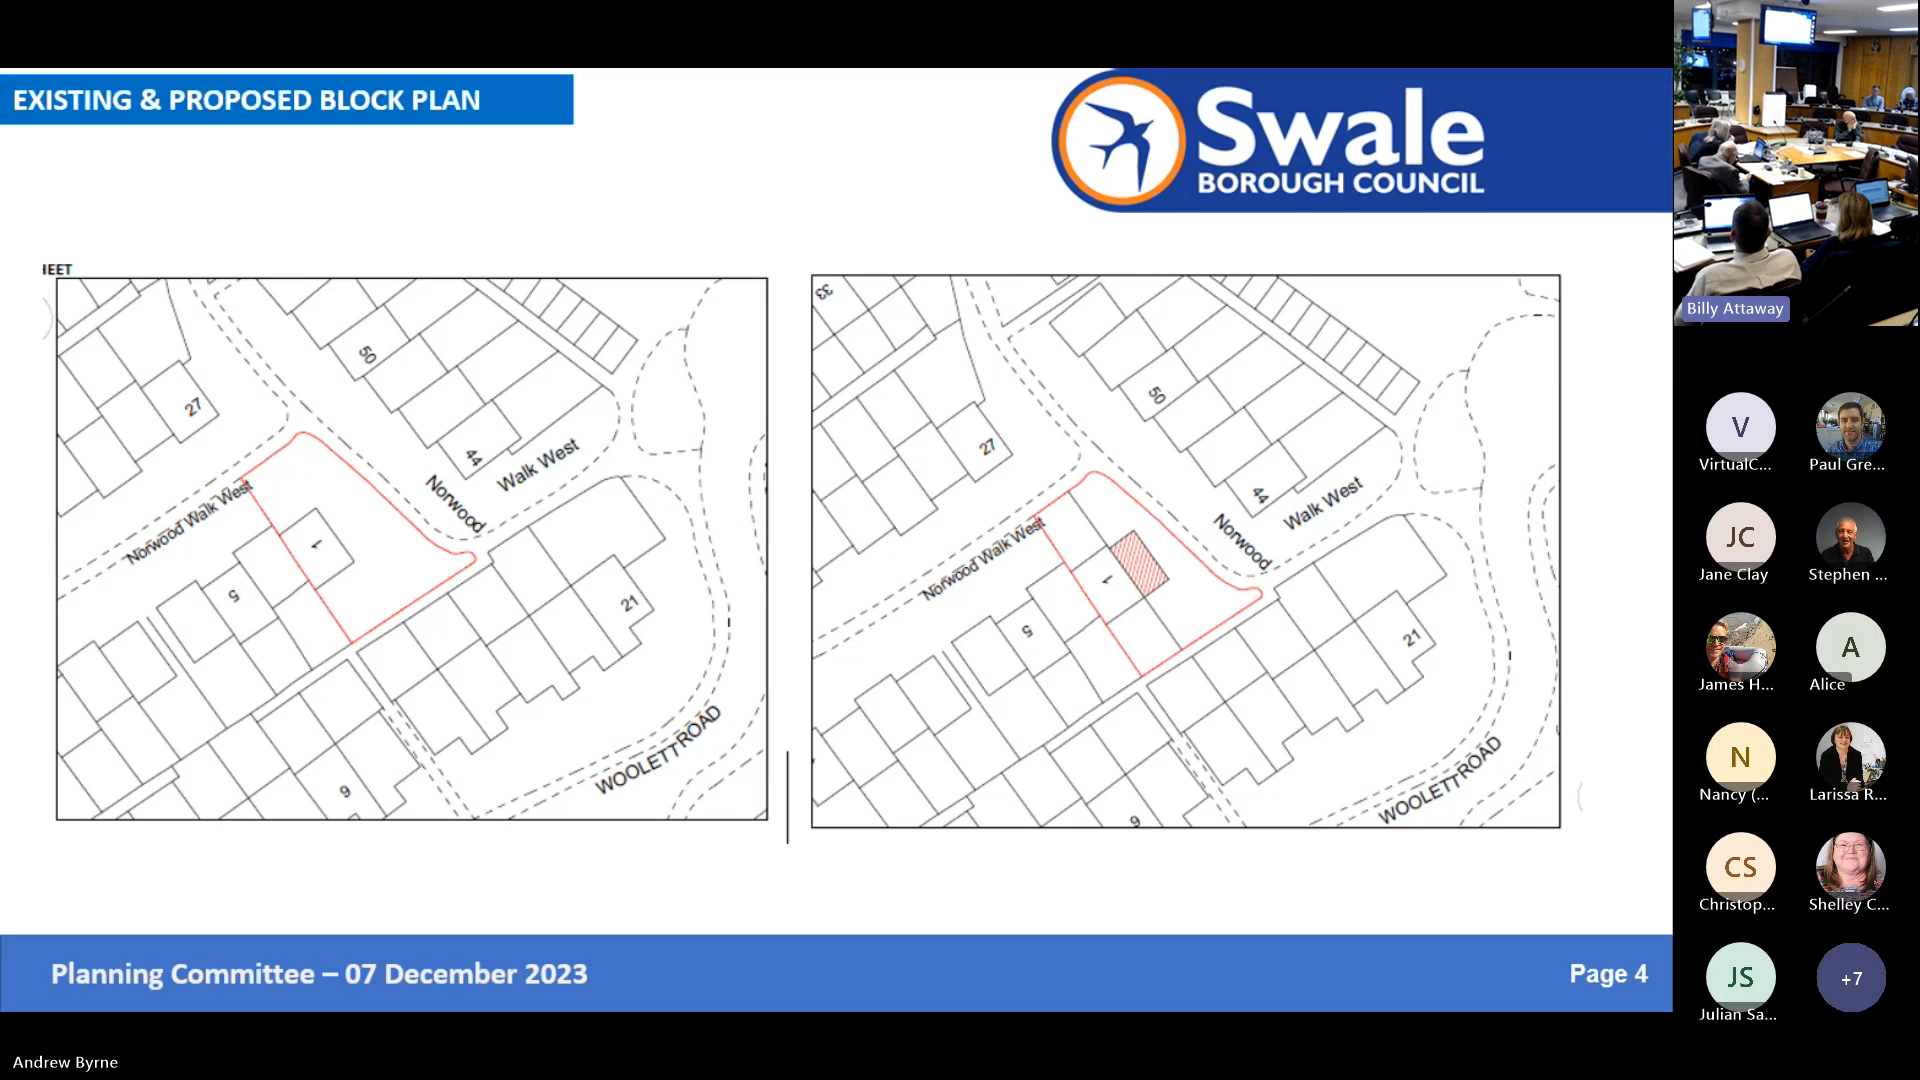 EXISTING & PROPOSED BLOCK PLAN
Swale
BOROUGH COUNCIL
IEET
50
27
44
Norwood
Walk West
Norwood Walk West
1
5
21
9
WOOLETT ROAD
33
50
27
44
Norwood
Walk West
Norwood Walk West
1
5
21
9
WOOLETT ROAD
Planning Committee – 07 December 2023
Page 4
Andrew Byrne
Billy Attaway
V
VirtualC...
Paul Gre...
JC
Jane Clay
Stephen ...
James H...
A
Alice
N
Nancy (...
Larissa R...
CS
Christop...
Shelley C...
JS
Julian Sa...
+7